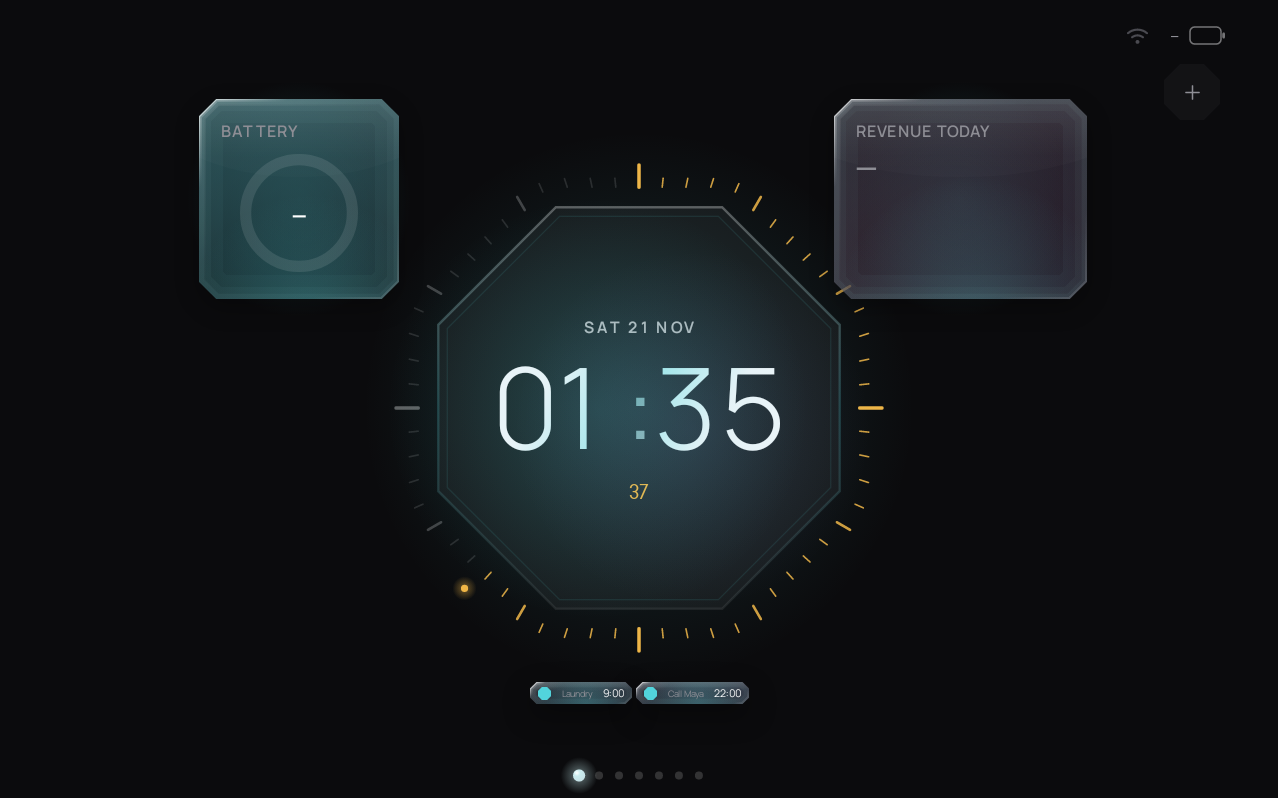 –
BATTERY
–
REVENUE TODAY
—
+
SAT 21 NOV
01:35
37
Laundry 9:00
Call Maya 22:00